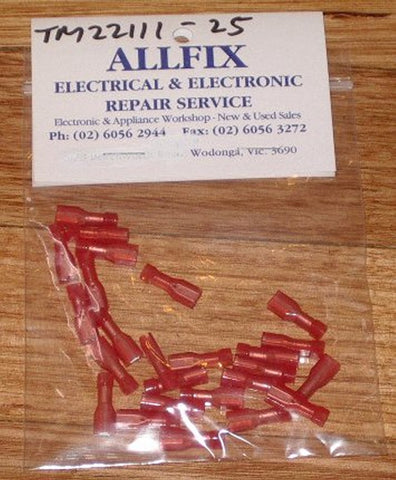 TM22111-25
ALLFIX
ELECTRICAL & ELECTRONIC
REPAIR SERVICE
Electronic & Appliance Workshop - New & Used Sales
Ph: (02) 6056 2944 Fax: (02) 6056 3272
Wodonga, Vic. 3690